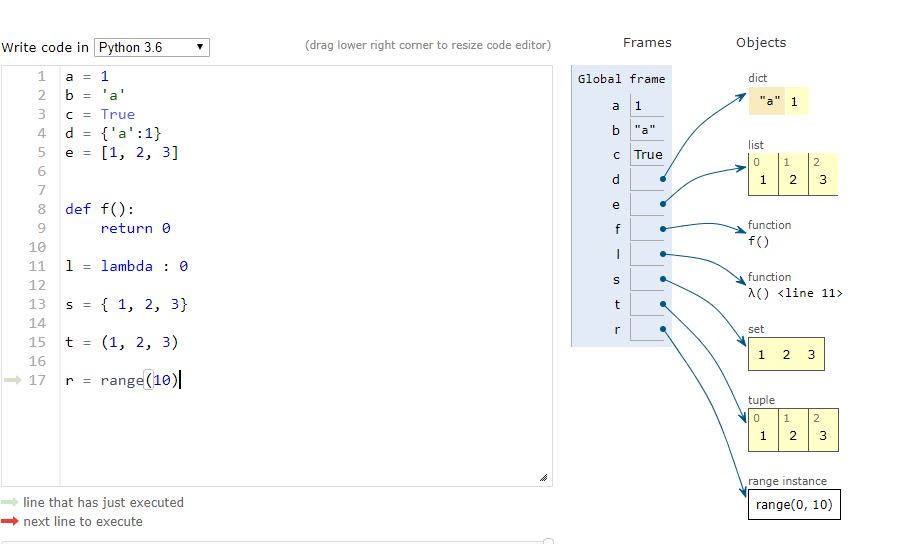 Write code in Python 3.6 ▼
(drag lower right corner to resize code editor)
1 a = 1
2 b = 'a'
3 c = True
4 d = {'a':1}
5 e = [1, 2, 3]
6
7
8 def f():
9     return 0
10
11 l = lambda : 0
12
13 s = { 1, 2, 3}
14
15 t = (1, 2, 3)
16
17 r = range(10)
line that has just executed
next line to execute
Frames
Objects
Global frame
a 1
b "a"
c True
d
e
f
l
s
t
r
dict
"a" 1
list
0 1 2
1 2 3
function
f()
function
λ() <line 11>
set
1 2 3
tuple
0 1 2
1 2 3
range instance
range(0, 10)